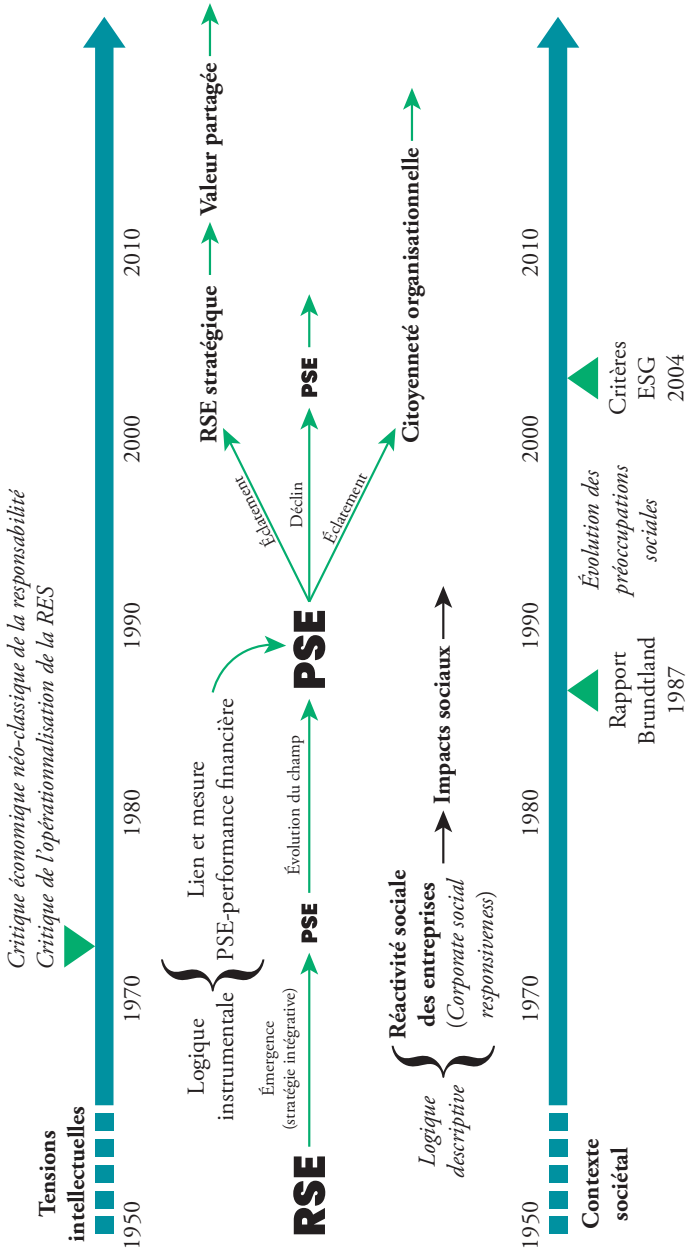 Critique économique néo-classique de la responsabilité
Critique de l'opérationnalisation de la RES
Tensions
intellectuelles
1950
1970
1980
1990
2000
2010
Logique
instrumentale
Lien et mesure
PSE-performance financière
RSE
Émergence
(stratégie intégrative)
PSE
Évolution du champ
PSE
Éclatement
Déclin
Éclatement
RSE stratégique
Valeur partagée
PSE
Citoyenneté organisationnelle
Logique
descriptive
Réactivité sociale
des entreprises
(Corporate social
responsiveness)
Impacts sociaux
1950
1970
1980
1990
2000
2010
Contexte
sociétal
Rapport
Brundtland
1987
Évolution des
préoccupations
sociales
Critères
ESG
2004